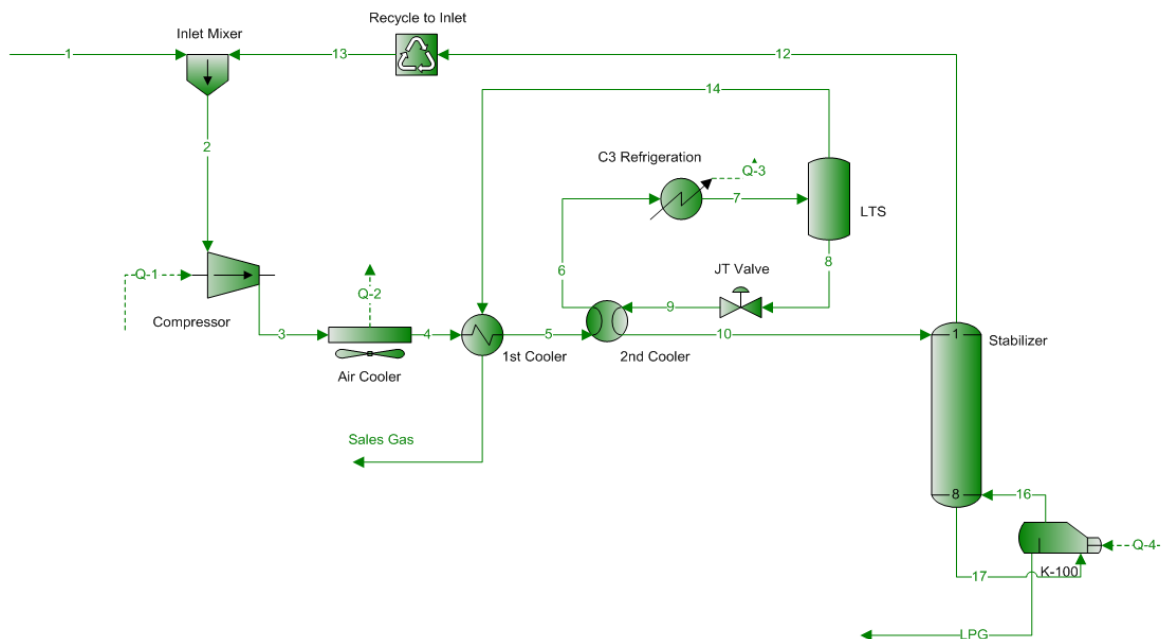 Recycle to Inlet
Inlet Mixer
1
13
12
14
2
C3 Refrigeration
Q-3
7
LTS
6
8
JT Valve
Q-1
Q-2
9
Compressor
3
4
5
10
1
Stabilizer
1st Cooler
2nd Cooler
Air Cooler
Sales Gas
8
16
Q-4
17
K-100
LPG